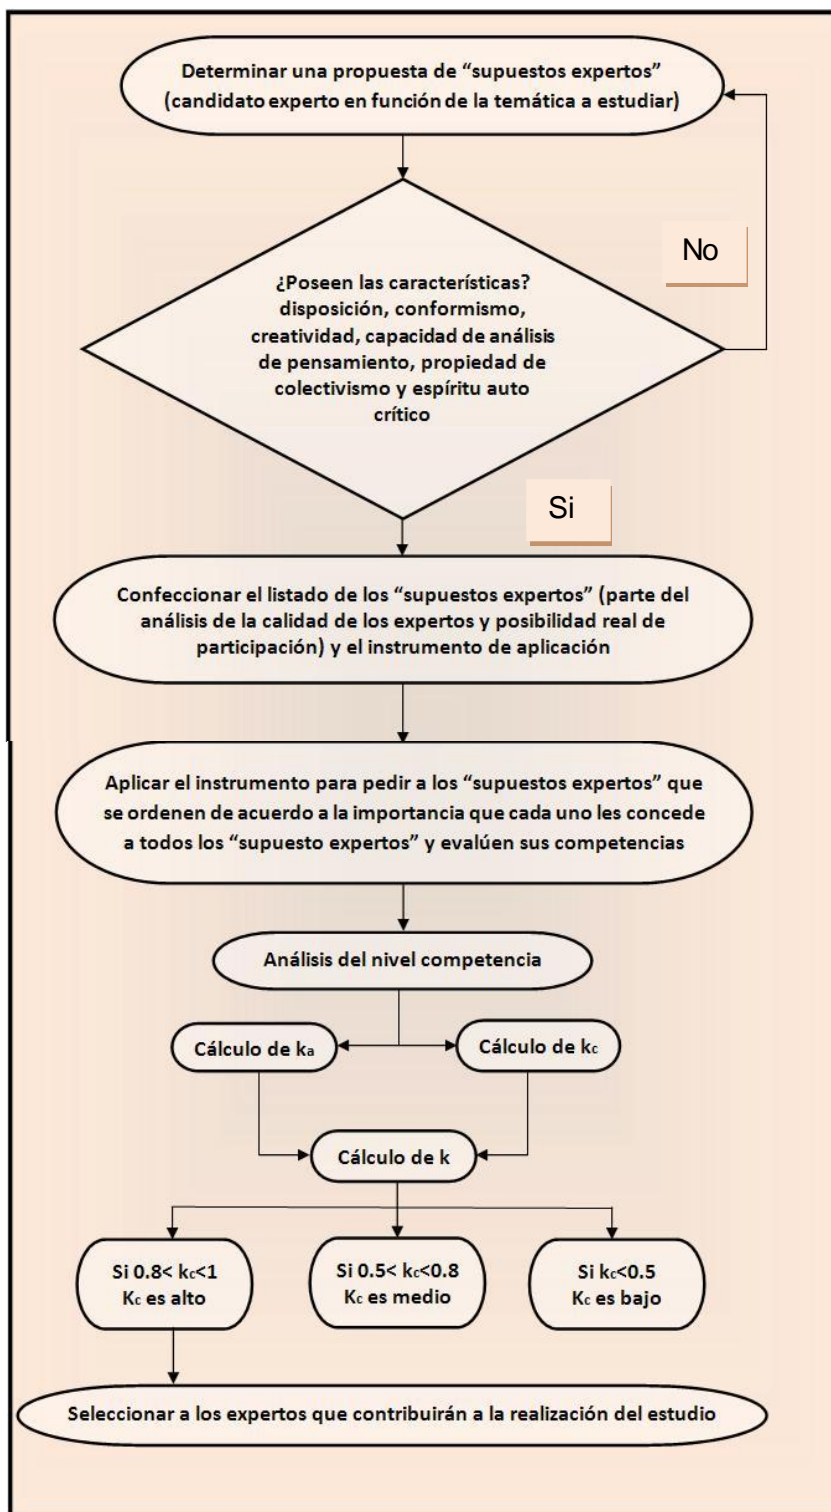 Determinar una propuesta de “supuestos expertos”
(candidato experto en función de la temática a estudiar)
No
¿Poseen las características?
disposición, conformismo,
creatividad, capacidad de análisis
de pensamiento, propiedad de
colectivismo y espíritu auto
crítico
Si
Confeccionar el listado de los “supuestos expertos” (parte del
análisis de la calidad de los expertos y posibilidad real de
participación) y el instrumento de aplicación
Aplicar el instrumento para pedir a los “supuestos expertos” que
se ordenen de acuerdo a la importancia que cada uno les concede
a todos los “supuesto expertos” y evalúen sus competencias
Análisis del nivel competencia
Cálculo de ka
Cálculo de kc
Cálculo de k
Si 0.8< kc<1
Kc es alto
Si 0.5< kc<0.8
Kc es medio
Si kc<0.5
Kc es bajo
Seleccionar a los expertos que contribuirán a la realización del estudio